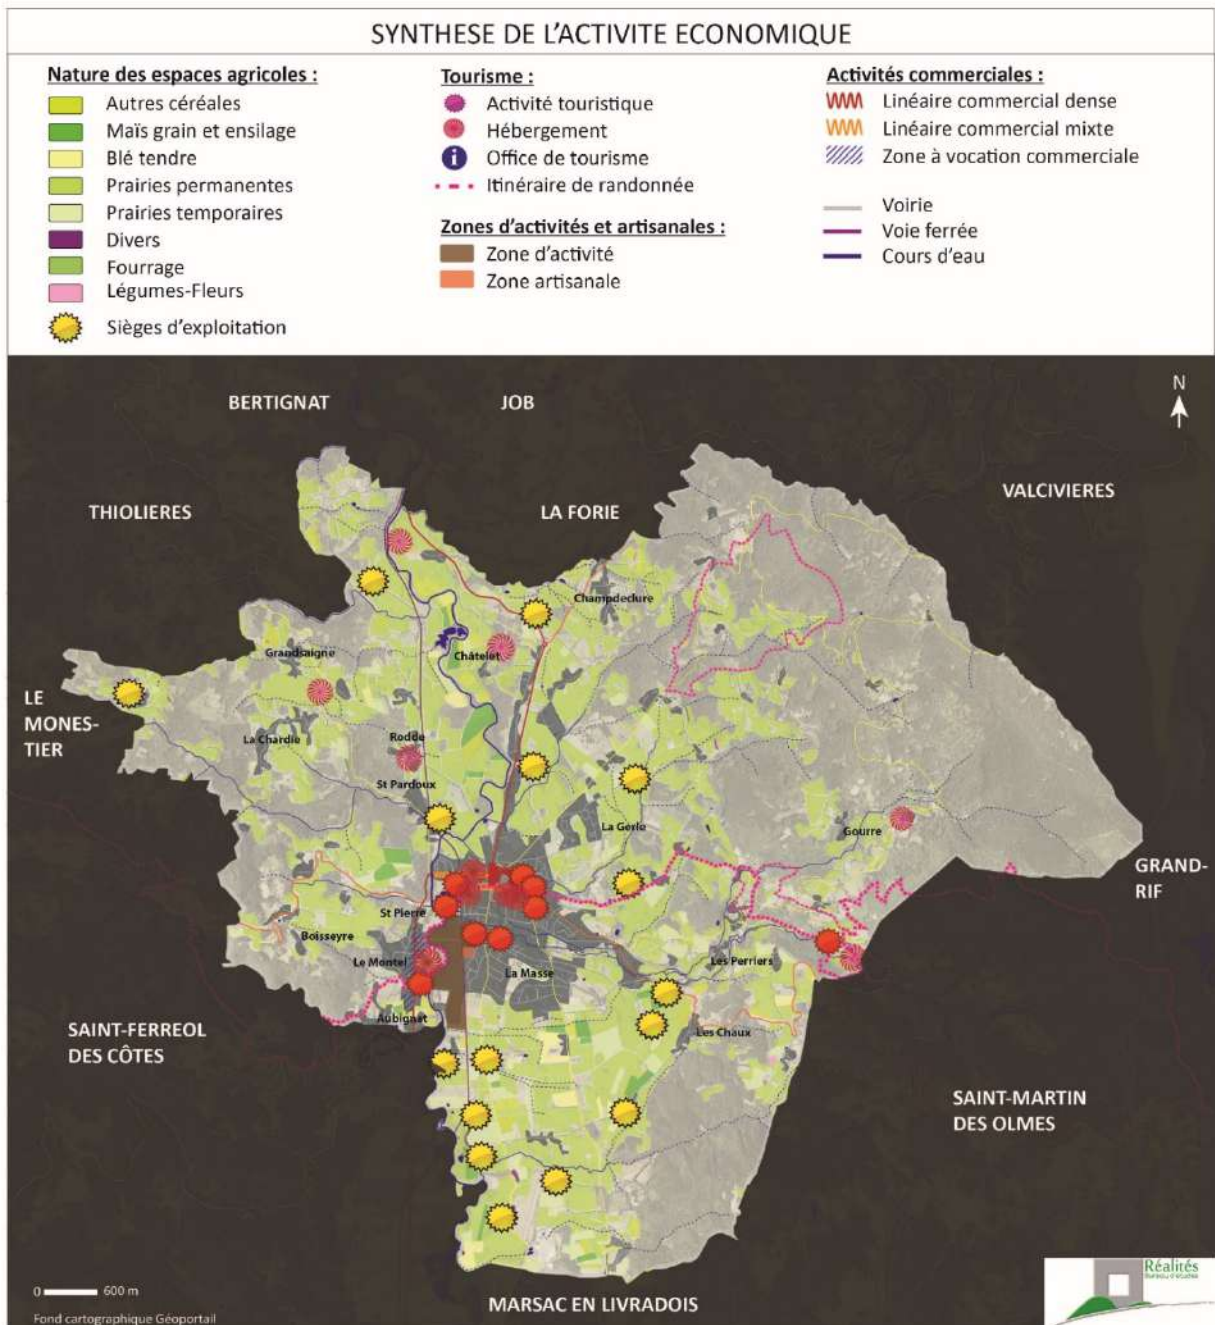 SYNTHESE DE L'ACTIVITE ECONOMIQUE
Nature des espaces agricoles :
Autres céréales
Maïs grain et ensilage
Blé tendre
Prairies permanentes
Prairies temporaires
Divers
Fourrage
Légumes-Fleurs
Sièges d'exploitation
Tourisme :
Activité touristique
Hébergement
i
Office de tourisme
Itinéraire de randonnée
Zones d'activités et artisanales :
Zone d'activité
Zone artisanale
Activités commerciales :
Linéaire commercial dense
Linéaire commercial mixte
Zone à vocation commerciale
Voirie
Voie ferrée
Cours d'eau
N
BERTIGNAT
JOB
THIOLIERES
LA FORIE
VALCIVIERES
Champdeclure
Grandsaigne
Châtelet
LE
MONES-
TIER
La Chardie
Rodde
St Pardoux
La Gerle
Gourre
GRAND-
RIF
St Pierre
Boisseyre
Le Montel
La Masse
Les Perriers
Aubignat
Les Chaux
SAINT-FERREOL
DES CÔTES
SAINT-MARTIN
DES OLMES
MARSAC EN LIVRADOIS
0
600 m
Fond cartographique Géoportail
Réalités
Bureau d'études